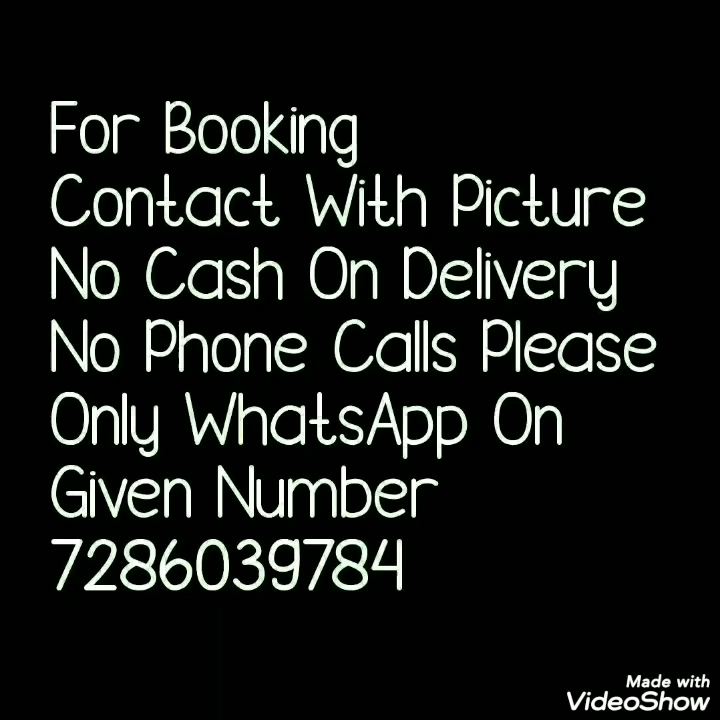 For Booking
Contact With Picture
No Cash On Delivery
No Phone Calls Please
Only WhatsApp On
Given Number
7286039784
Made with
VideoShow